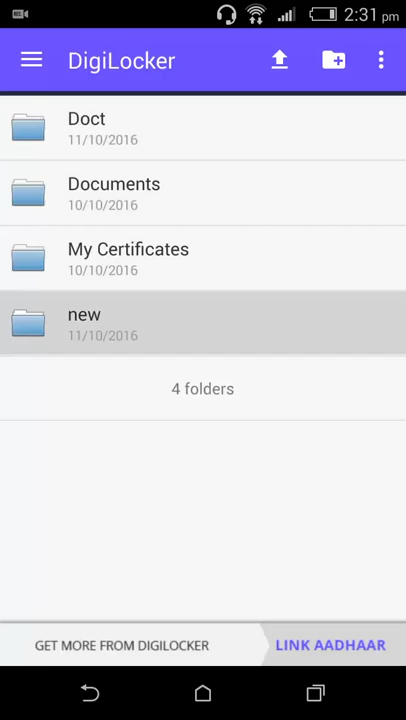 2:31 pm
DigiLocker
Doct
11/10/2016
Documents
10/10/2016
My Certificates
10/10/2016
new
11/10/2016
4 folders
GET MORE FROM DIGILOCKER
LINK AADHAAR